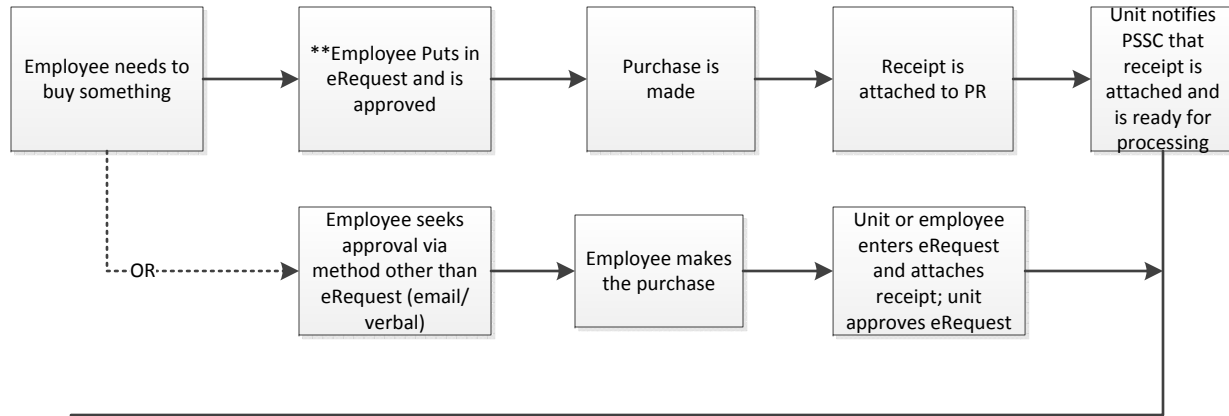 Employee needs to
buy something
**Employee Puts in
eRequest and is
approved
Purchase is
made
Receipt is
attached to PR
Unit notifies
PSSC that
receipt is
attached and
is ready for
processing
OR
Employee seeks
approval via
method other than
eRequest (email/
verbal)
Employee makes
the purchase
Unit or employee
enters eRequest
and attaches
receipt; unit
approves eRequest